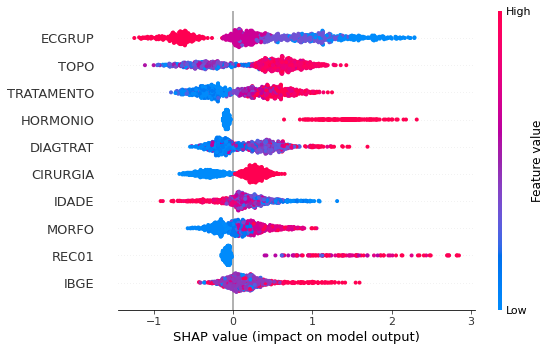 High
ECGRUP
TOPO
TRATAMENTO
HORMONIO
DIAGTRAT
CIRURGIA
IDADE
MORFO
REC01
IBGE
Feature value
Low
−1 0 1 2 3
SHAP value (impact on model output)